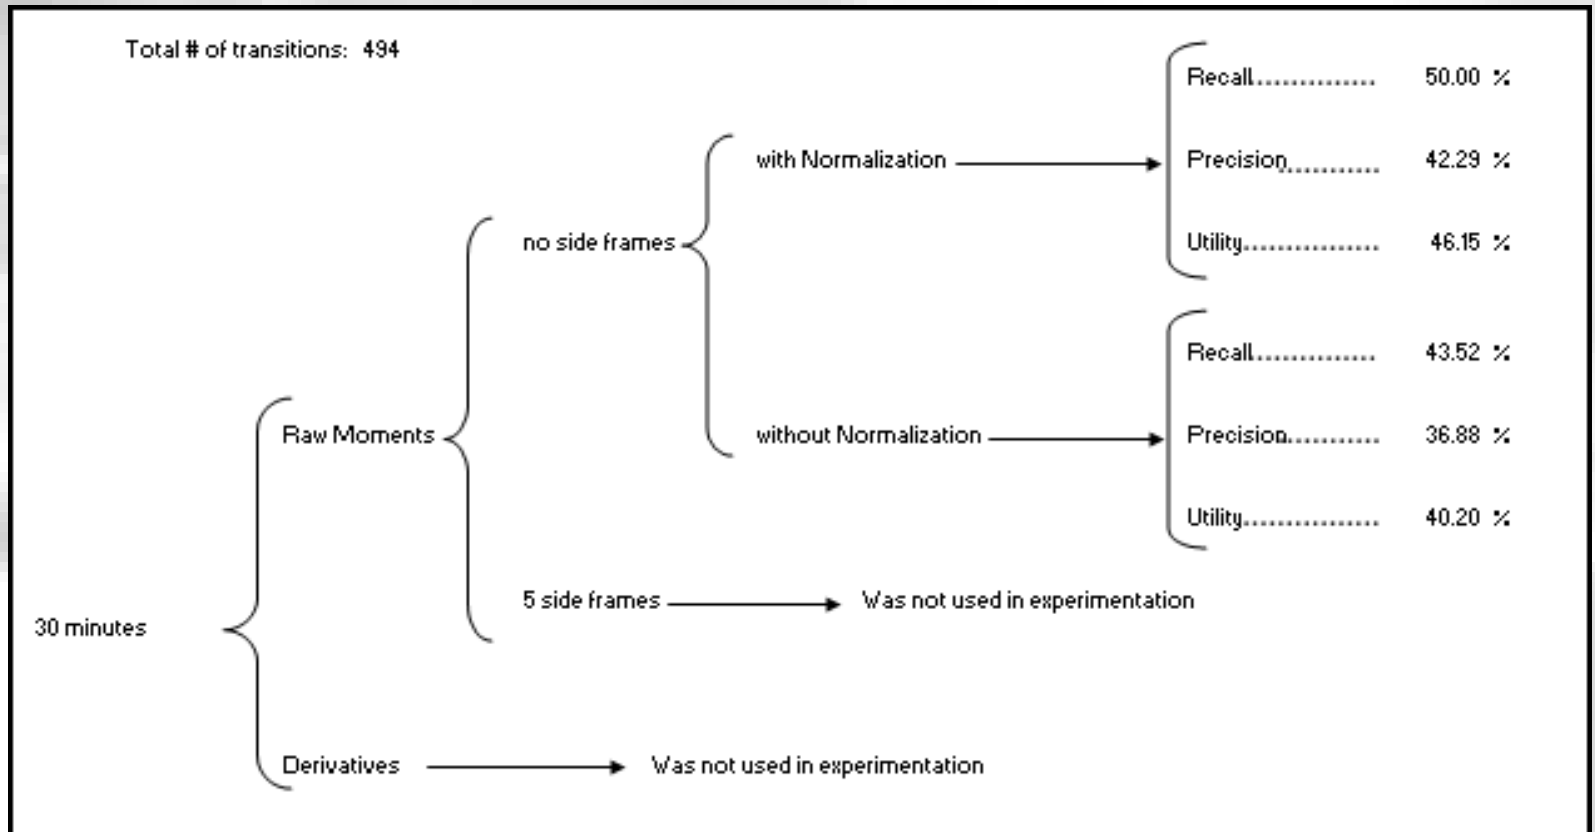 Total # of transitions: 494
Recall.............. 50.00 %
with Normalization
Precision............ 42.29 %
no side frames
Utility................ 46.15 %
Recall.............. 43.52 %
Raw Moments
without Normalization
Precision........... 36.88 %
Utility................ 40.20 %
5 side frames
Was not used in experimentation
30 minutes
Derivatives
Was not used in experimentation